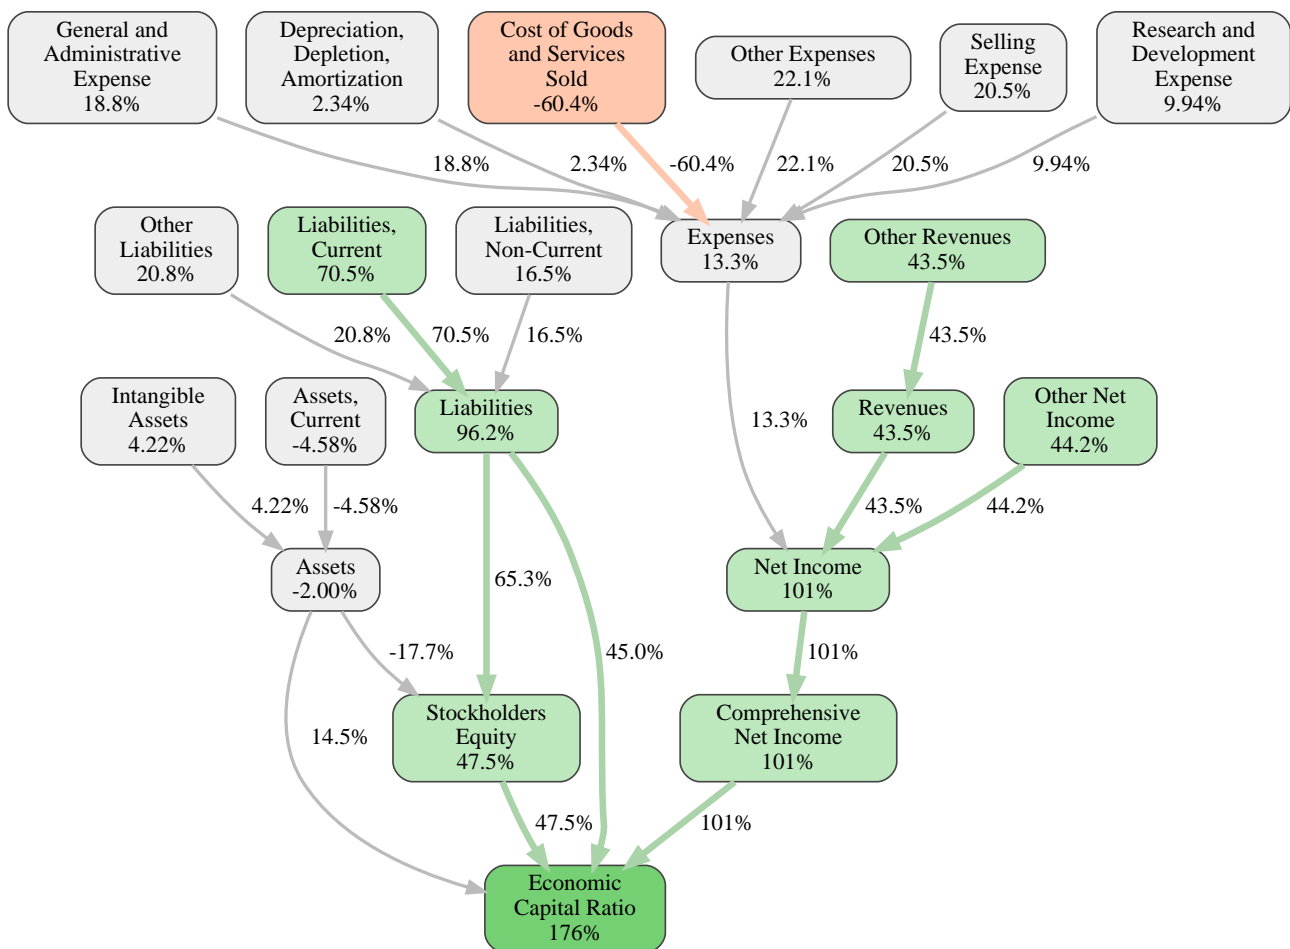 General and
Administrative
Expense
18.8%
Depreciation,
Depletion,
Amortization
2.34%
Cost of Goods
and Services
Sold
-60.4%
Other Expenses
22.1%
Selling
Expense
20.5%
Research and
Development
Expense
9.94%
18.8%
2.34%
-60.4%
22.1%
20.5%
9.94%
Other
Liabilities
20.8%
Liabilities,
Current
70.5%
Liabilities,
Non-Current
16.5%
Expenses
13.3%
Other Revenues
43.5%
20.8%
70.5%
16.5%
43.5%
Intangible
Assets
4.22%
Assets,
Current
-4.58%
Liabilities
96.2%
13.3%
Revenues
43.5%
Other Net
Income
44.2%
4.22%
-4.58%
43.5%
44.2%
Assets
-2.00%
65.3%
Net Income
101%
-17.7%
45.0%
101%
14.5%
Stockholders
Equity
47.5%
Comprehensive
Net Income
101%
47.5%
101%
Economic
Capital Ratio
176%